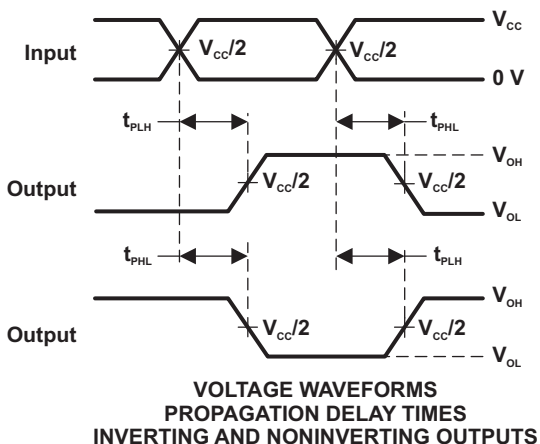 V_CC
Input V_CC/2 V_CC/2
0 V
t_PLH t_PHL
V_OH
Output V_CC/2 V_CC/2
V_OL
t_PHL t_PLH
V_OH
Output V_CC/2 V_CC/2
V_OL
VOLTAGE WAVEFORMS
PROPAGATION DELAY TIMES
INVERTING AND NONINVERTING OUTPUTS